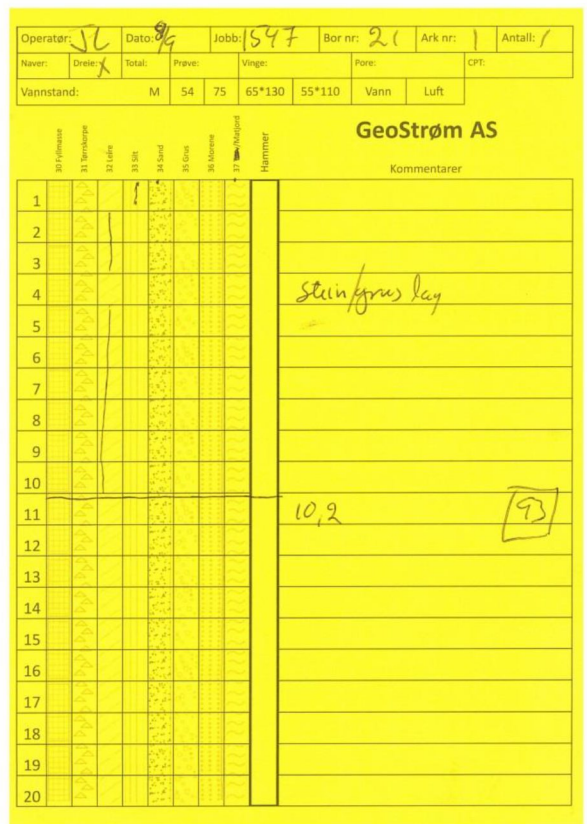 Operatør: JL Dato: 8/9 Jobb: 1547 Bor nr: 21 Ark nr: 1 Antall: 1
Naver: Dreie: X Total: Prøve: Vinge: Pore: CPT:
Vannstand: M 54 75 65*130 55*110 Vann Luft
GeoStrøm AS
30 Fyllmasse 31 Tørrskorpe 32 Leire 33 Silt 34 Sand 35 Grus 36 Morene 37 /Matjord Hammer
Kommentarer
1
2
3
4 Stein/grus lag
5
6
7
8
9
10
11 10,2 93
12
13
14
15
16
17
18
19
20